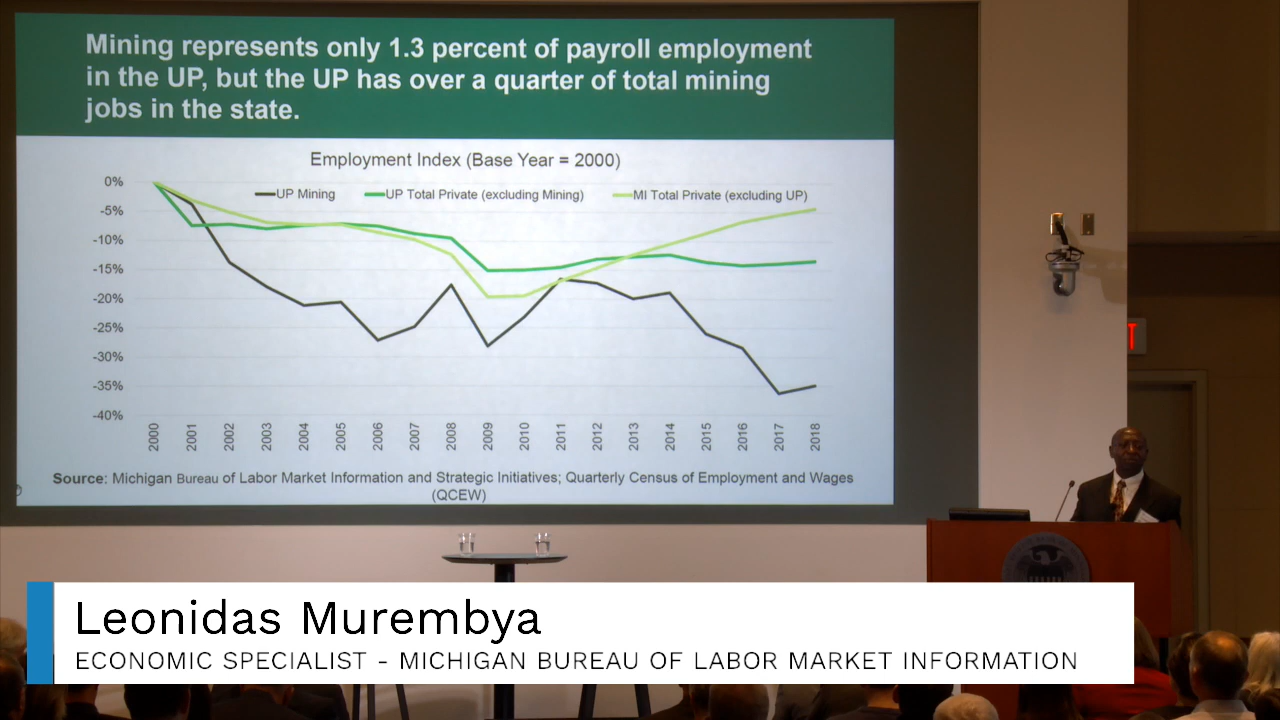 Mining represents only 1.3 percent of payroll employment
in the UP, but the UP has over a quarter of total mining
jobs in the state.
Employment Index (Base Year = 2000)
UP Mining
UP Total Private (excluding Mining)
MI Total Private (excluding UP)
0%
-5%
-10%
-15%
-20%
-25%
-30%
-35%
-40%
2000
2001
2002
2003
2004
2005
2006
2007
2008
2009
2010
2011
2012
2013
2014
2015
2016
2017
2018
Source: Michigan Bureau of Labor Market Information and Strategic Initiatives; Quarterly Census of Employment and Wages
(QCEW)
T
Leonidas Murembya
ECONOMIC SPECIALIST - MICHIGAN BUREAU OF LABOR MARKET INFORMATION